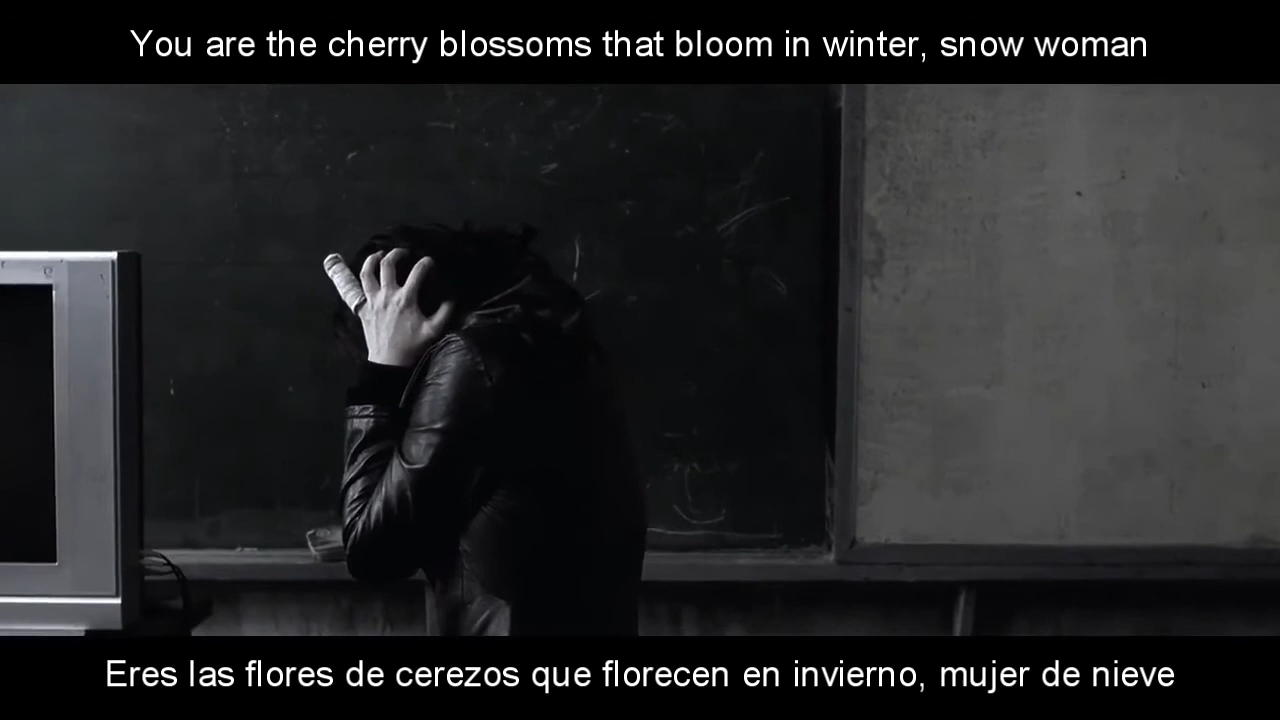 You are the cherry blossoms that bloom in winter, snow woman
Eres las flores de cerezos que florecen en invierno, mujer de nieve